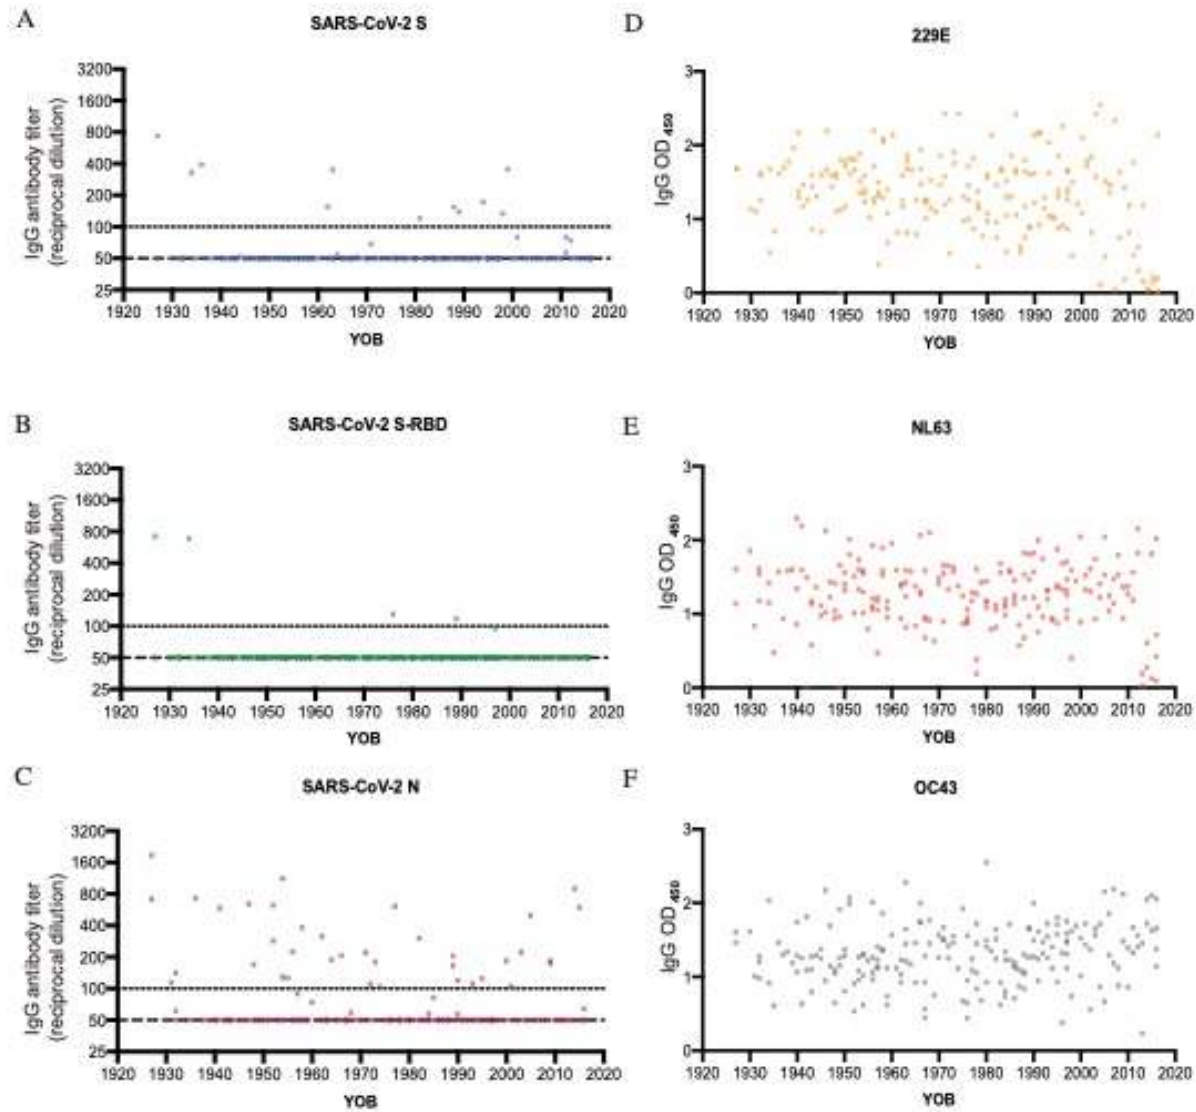 A
SARS-CoV-2 S
IgG antibody titer
(reciprocal dilution)
3200
1600
800
400
200
100
50
25
1920 1930 1940 1950 1960 1970 1980 1990 2000 2010 2020
YOB
D
229E
IgG OD450
3
2
1
0
1920 1930 1940 1950 1960 1970 1980 1990 2000 2010 2020
YOB
B
SARS-CoV-2 S-RBD
IgG antibody titer
(reciprocal dilution)
3200
1600
800
400
200
100
50
25
1920 1930 1940 1950 1960 1970 1980 1990 2000 2010 2020
YOB
E
NL63
IgG OD450
3
2
1
0
1920 1930 1940 1950 1960 1970 1980 1990 2000 2010 2020
YOB
C
SARS-CoV-2 N
IgG antibody titer
(reciprocal dilution)
3200
1600
800
400
200
100
50
25
1920 1930 1940 1950 1960 1970 1980 1990 2000 2010 2020
YOB
F
OC43
IgG OD450
3
2
1
0
1920 1930 1940 1950 1960 1970 1980 1990 2000 2010 2020
YOB